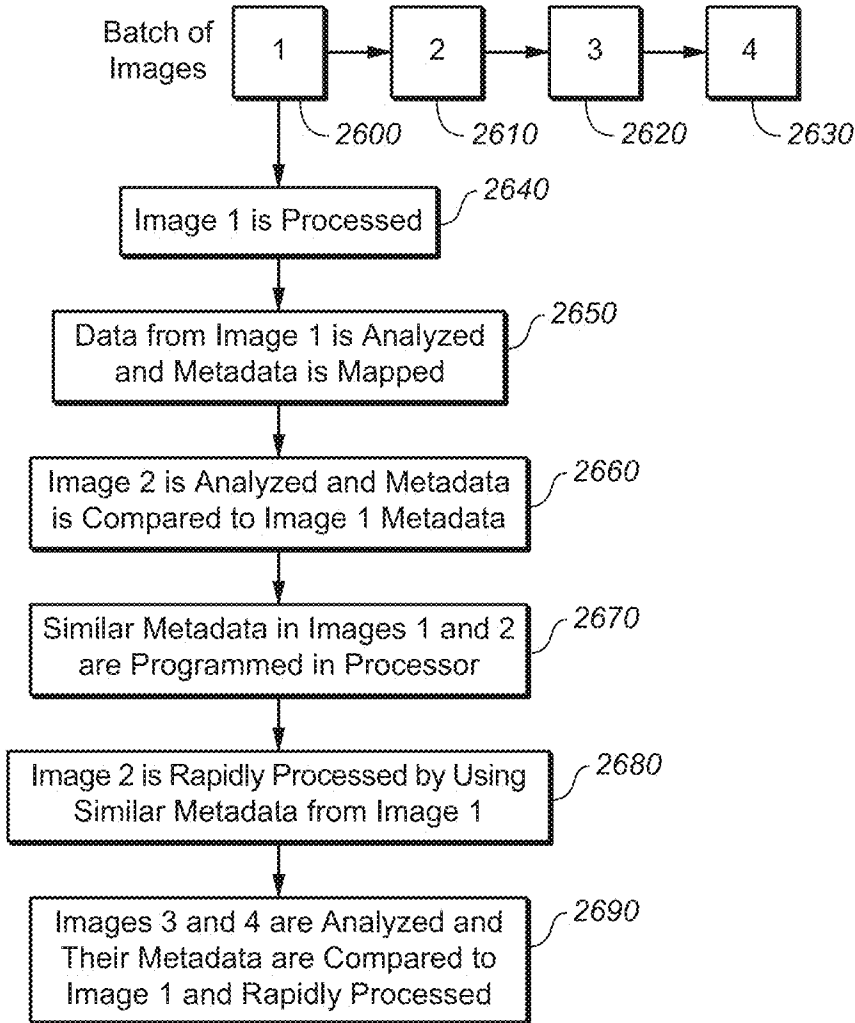 Batch of
Images
1
2
3
4
2600
2610
2620
2630
Image 1 is Processed
2640
Data from Image 1 is Analyzed
and Metadata is Mapped
2650
Image 2 is Analyzed and Metadata
is Compared to Image 1 Metadata
2660
Similar Metadata in Images 1 and 2
are Programmed in Processor
2670
Image 2 is Rapidly Processed by Using
Similar Metadata from Image 1
2680
Images 3 and 4 are Analyzed and
Their Metadata are Compared to
Image 1 and Rapidly Processed
2690